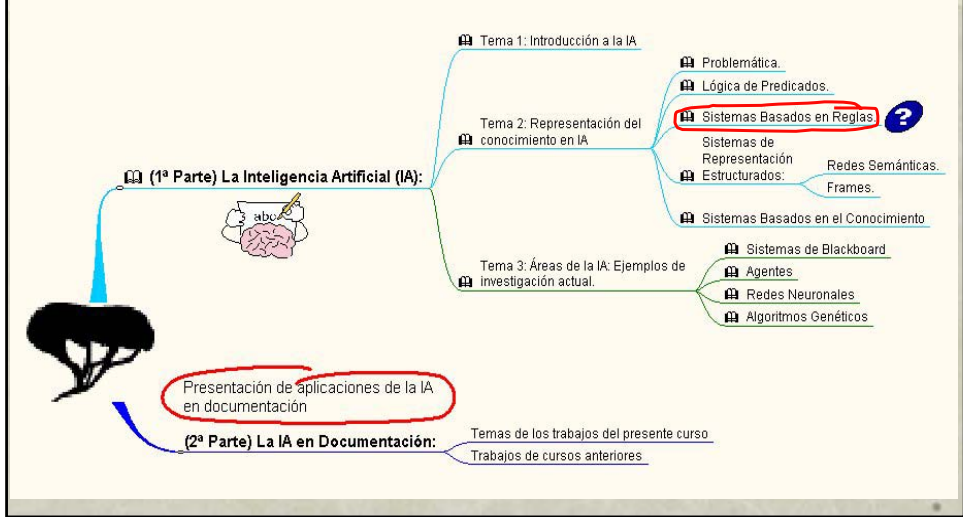 Tema 1: Introducción a la IA
Problemática.
Lógica de Predicados.
Sistemas Basados en Reglas.
?
Tema 2: Representación del
conocimiento en IA
Sistemas de
Representación
Estructurados:
Redes Semánticas.
Frames.
Sistemas Basados en el Conocimiento
(1ª Parte) La Inteligencia Artificial (IA):
abc
Tema 3: Áreas de la IA: Ejemplos de
investigación actual.
Sistemas de Blackboard
Agentes
Redes Neuronales
Algoritmos Genéticos
Presentación de aplicaciones de la IA
en documentación
(2ª Parte) La IA en Documentación:
Temas de los trabajos del presente curso
Trabajos de cursos anteriores